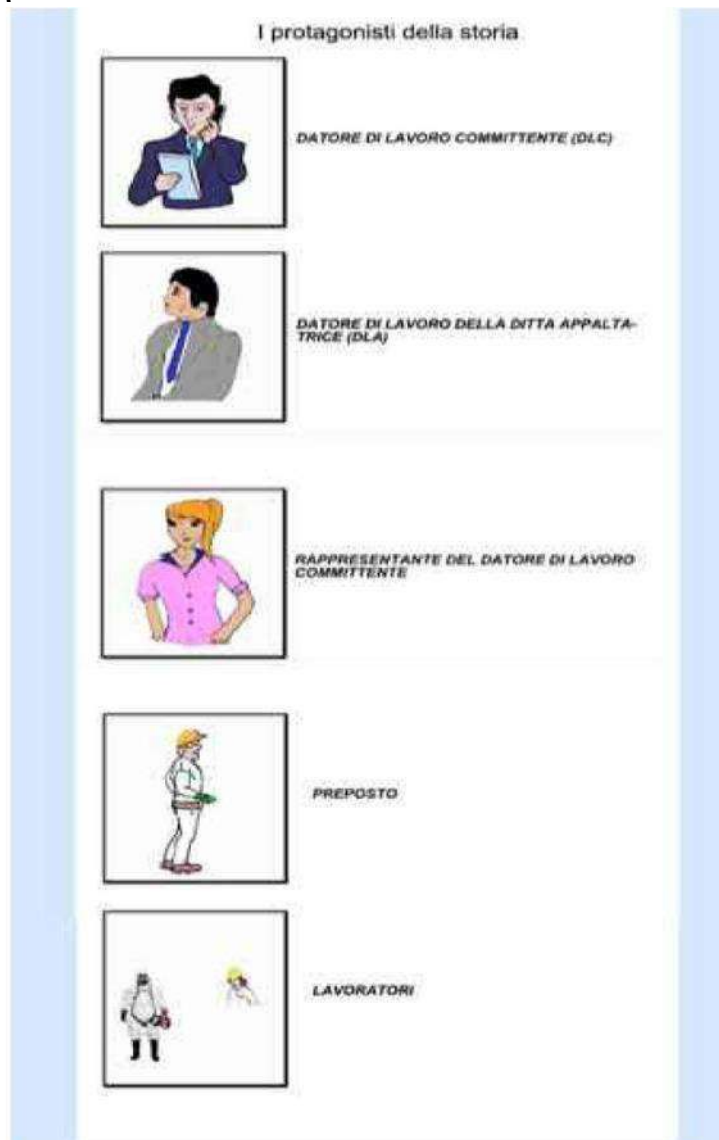 I protagonisti della storia
DATORE DI LAVORO COMMITTENTE (DLC)
DATORE DI LAVORO DELLA DITTA APPALTA-
TRICE (DLA)
RAPPRESENTANTE DEL DATORE DI LAVORO
COMMITTENTE
PREPOSTO
LAVORATORI